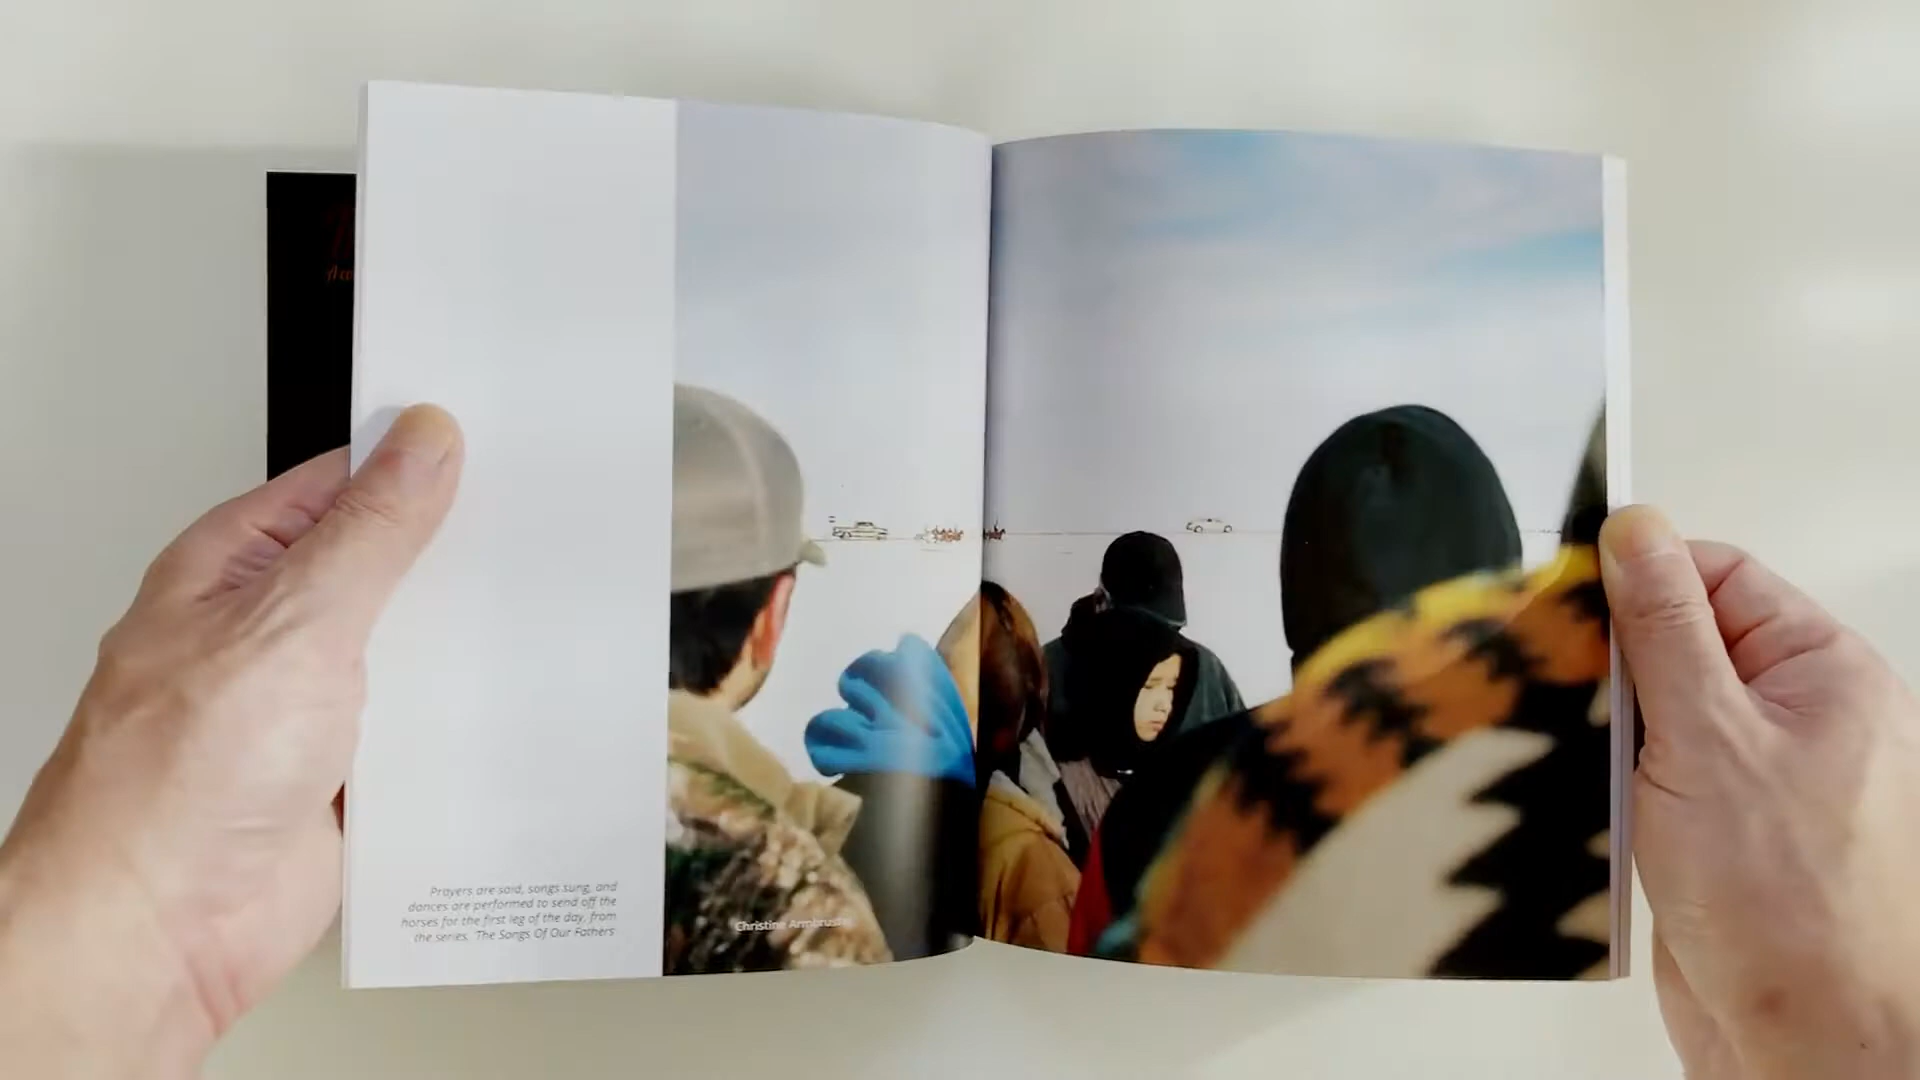 A co
Prayers are said, songs sung, and
dances are performed to send off the
horses for the first leg of the day, from
the series, The Songs Of Our Fathers
Christine Armbruster